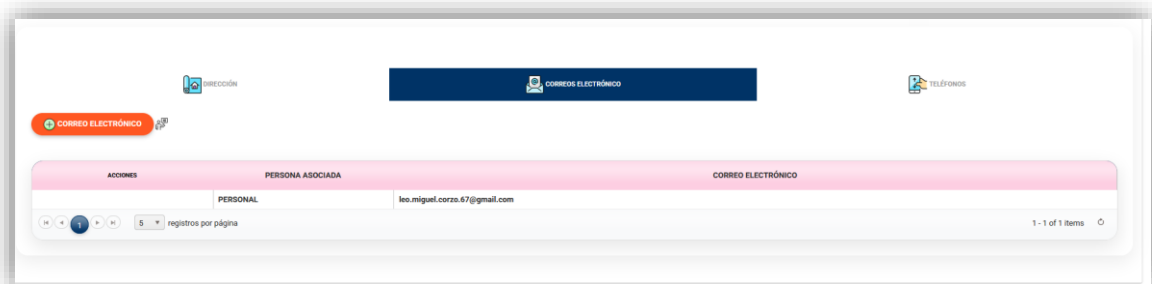 DIRECCIÓN
CORREOS ELECTRÓNICO
TELÉFONOS
CORREO ELECTRÓNICO
ACCIONES PERSONA ASOCIADA CORREO ELECTRÓNICO
PERSONAL leo.miguel.corzo.67@gmail.com
1 5 registros por página 1 - 1 of 1 items